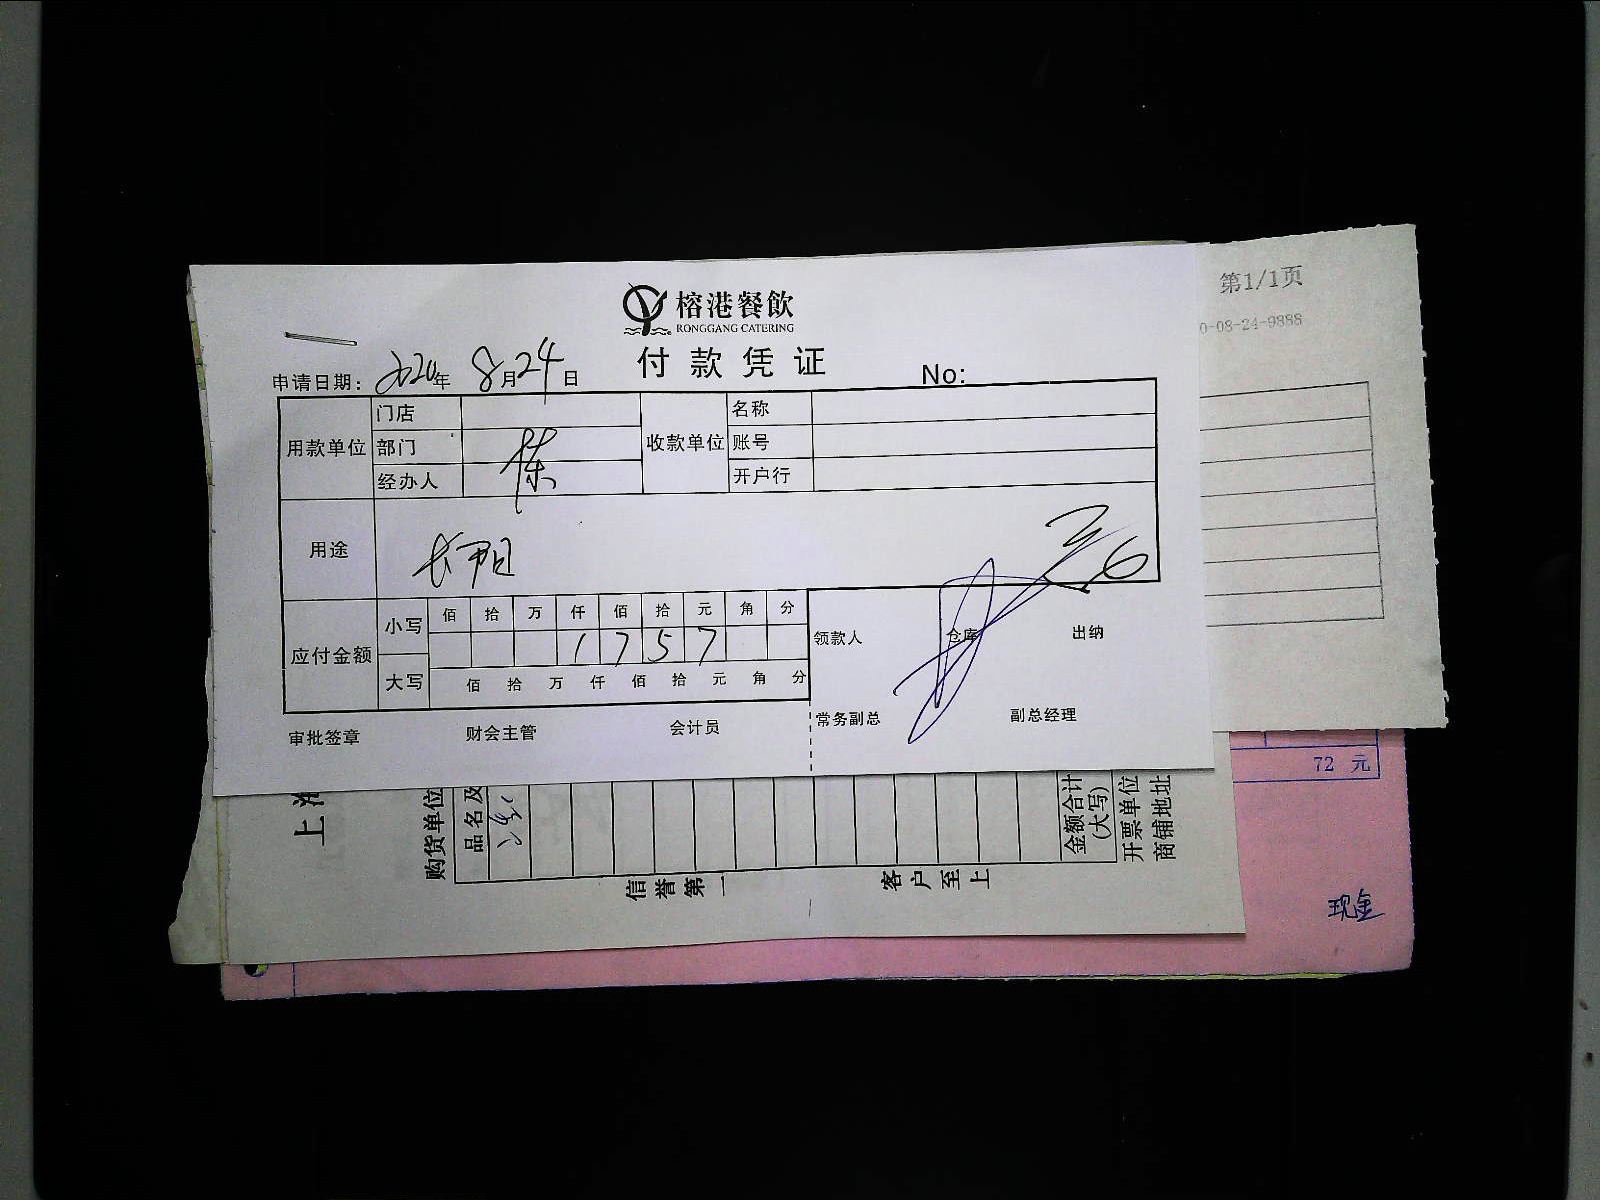 榕港餐飲
RONGGANG CATERING
付款凭证
申请日期: 2020年 8月24日
No:
用款单位 门店 部门 经办人
收款单位 名称 账号 开户行
用途
应付金额
小写 佰 拾 万 仟 佰 拾 元 角 分
1 7 5 7
大写 佰 拾 万 仟 佰 拾 元 角 分
领款人 仓库 出纳
常务副总 副总经理
审批签章 财会主管 会计员
第1/1页
0-08-24-9888
72 元
现金
上
购货单位
品名及
金额合计
(大写)
开票单位
商铺地址
信誉第一 客户至上